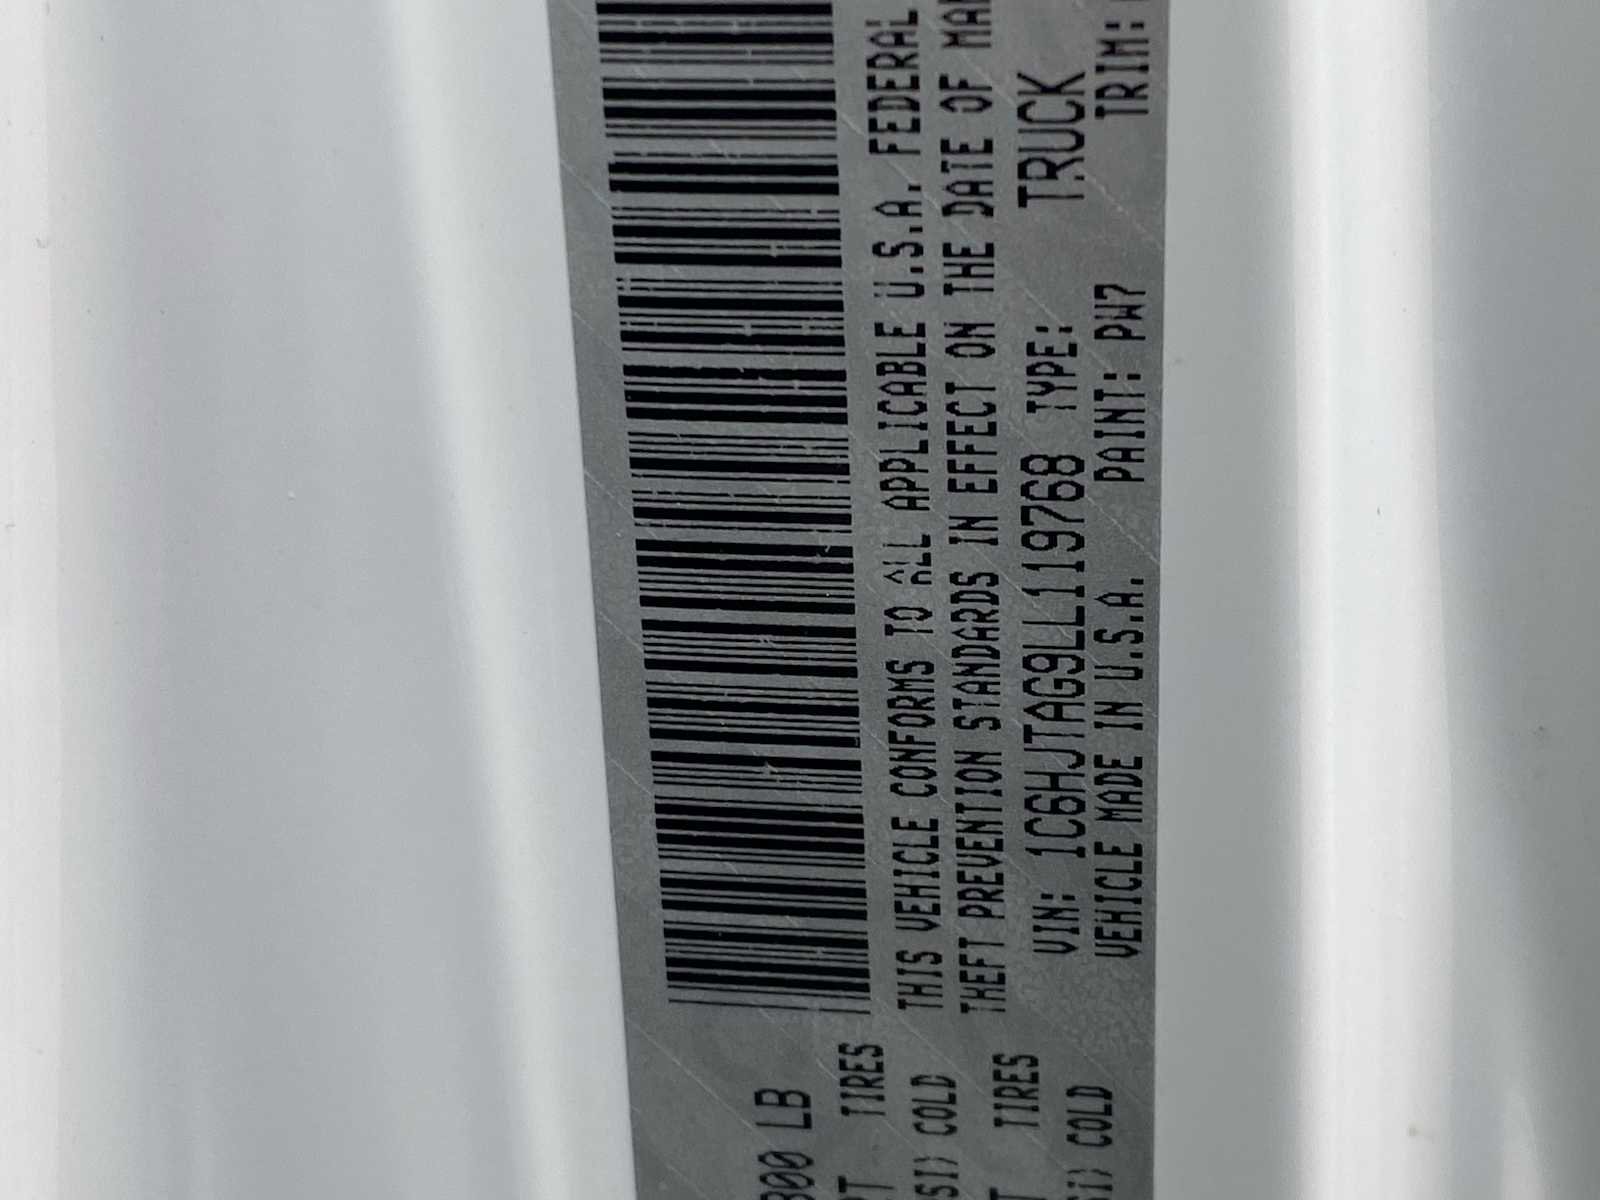 THIS VEHICLE CONFORMS TO ALL APPLICABLE U.S.A. FEDERAL
THEFT PREVENTION STANDARDS IN EFFECT ON THE DATE OF
VIN: 1C6HJTAG9LL119768 TYPE: TRUCK
VEHICLE MADE IN U.S.A. PAINT: PW7 TRIM:
LB
TIRES
COLD
TIRES
COLD